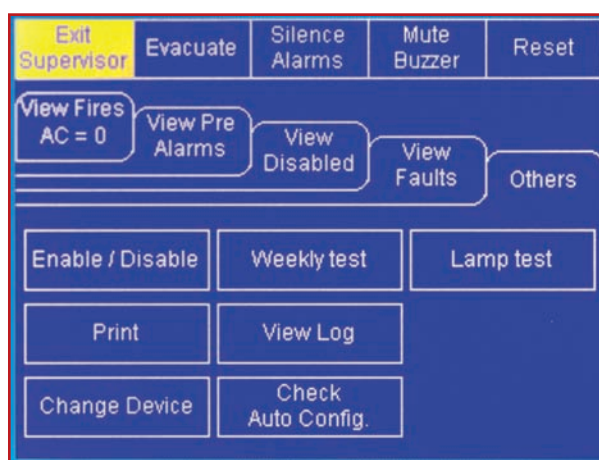 Exit
Supervisor
Evacuate
Silence
Alarms
Mute
Buzzer
Reset
View Fires
AC = 0
View Pre
Alarms
View
Disabled
View
Faults
Others
Enable / Disable
Weekly test
Lamp test
Print
View Log
Change Device
Check
Auto Config.